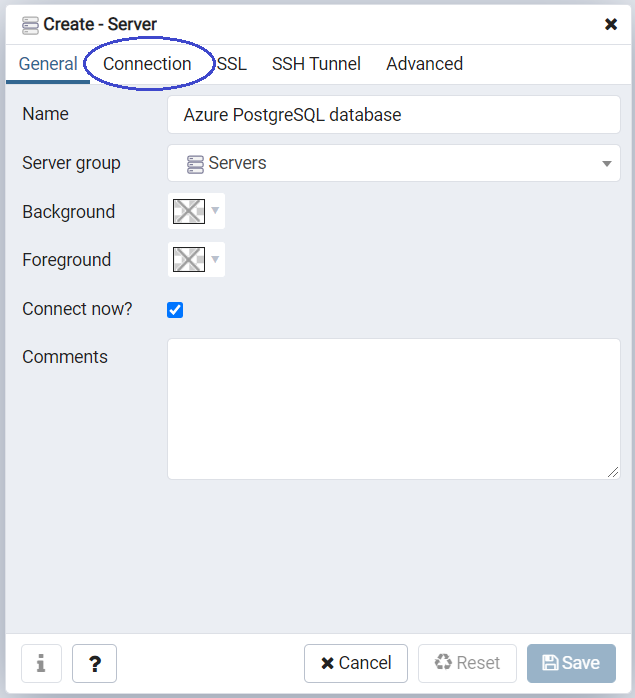 Create - Server
General Connection SSL SSH Tunnel Advanced
Name Azure PostgreSQL database
Server group Servers
Background
Foreground
Connect now?
Comments
i ? Cancel Reset Save